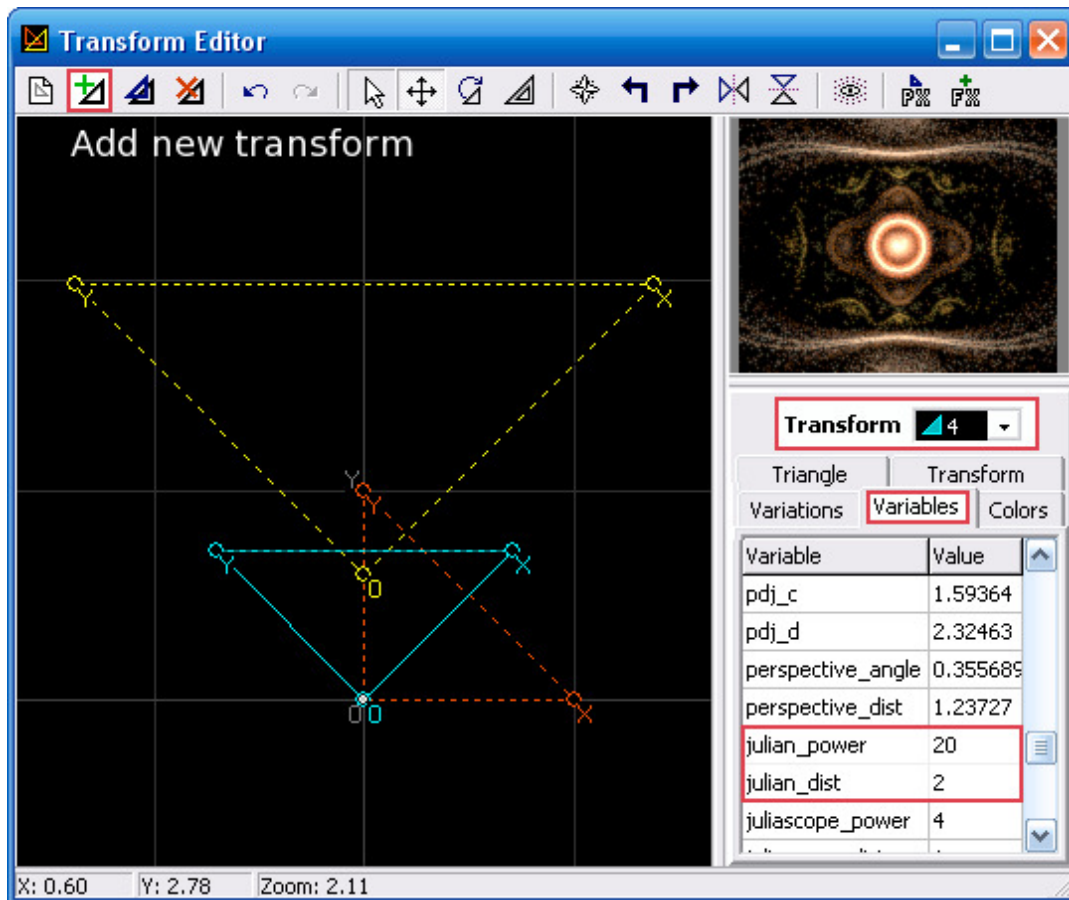 Transform Editor
Add new transform
Y
X
Y
Y
O
Y
X
O O
X
Transform 4
Triangle Transform
Variations Variables Colors
Variable Value
pdj_c 1.59364
pdj_d 2.32463
perspective_angle 0.355689
perspective_dist 1.23727
julian_power 20
julian_dist 2
juliascope_power 4
X: 0.60 Y: 2.78 Zoom: 2.11